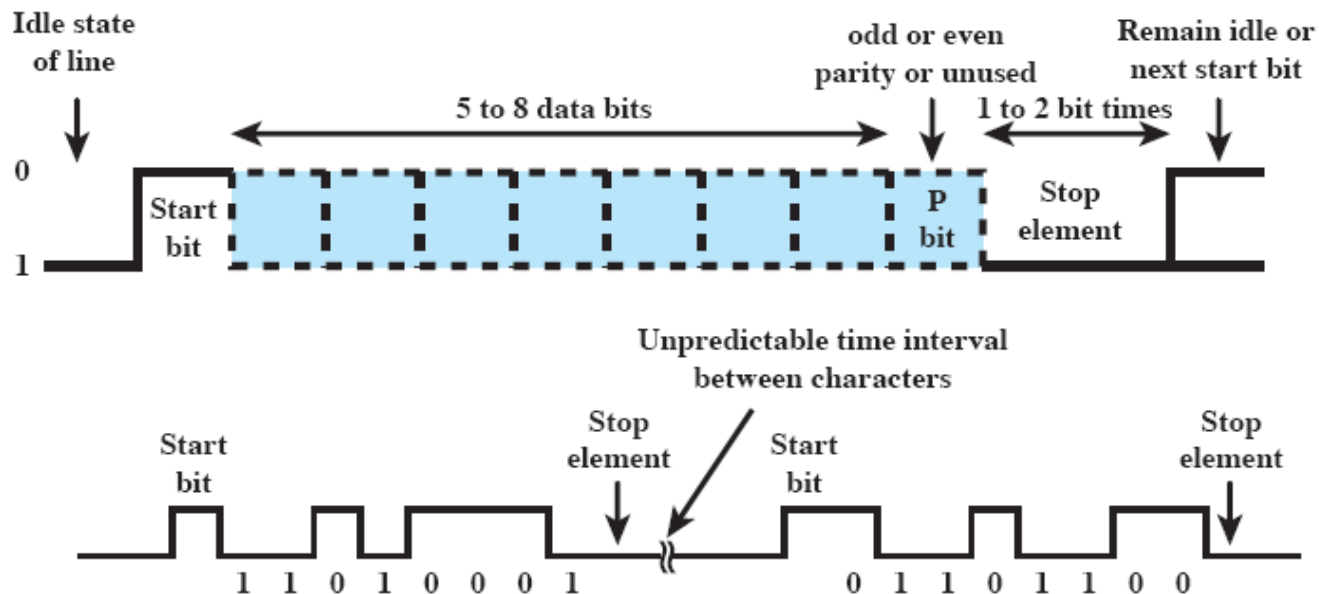 Idle state
of line
odd or even
parity or unused
Remain idle or
next start bit
5 to 8 data bits
1 to 2 bit times
0
Start
bit
P
bit
Stop
element
1
Unpredictable time interval
between characters
Start
bit
Stop
element
Start
bit
Stop
element
1 1 0 1 0 0 0 1
0 1 1 0 1 1 0 0